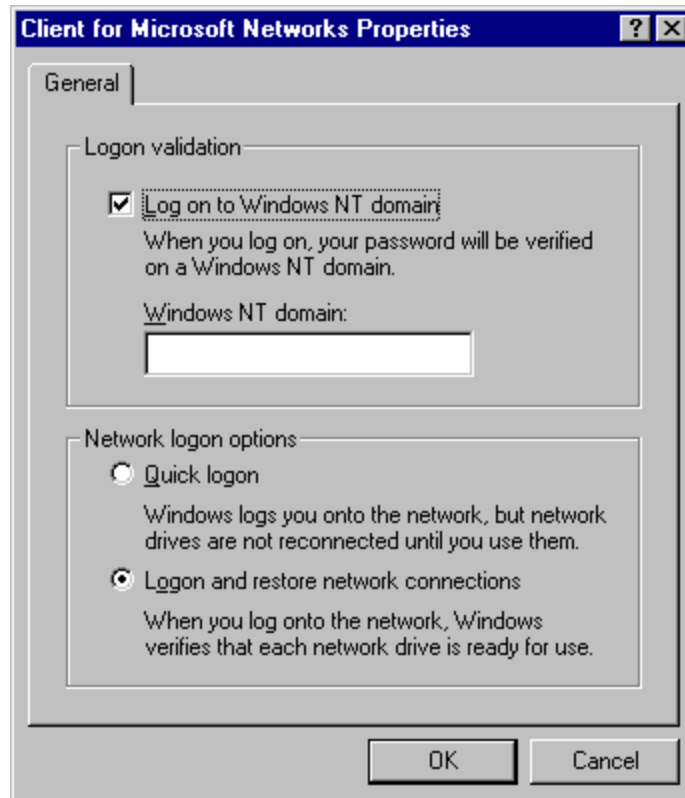 Client for Microsoft Networks Properties
General
Logon validation
Log on to Windows NT domain
When you log on, your password will be verified
on a Windows NT domain.
Windows NT domain:
Network logon options
Quick logon
Windows logs you onto the network, but network
drives are not reconnected until you use them.
Logon and restore network connections
When you log onto the network, Windows
verifies that each network drive is ready for use.
OK Cancel